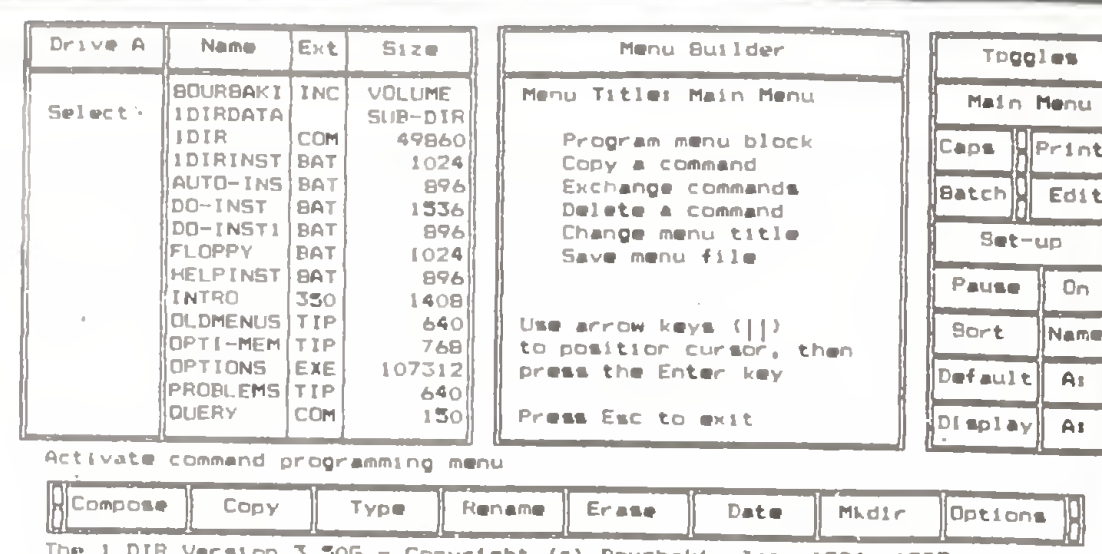 Drive A Name Ext Size
Select
BOURBAKI INC VOLUME
1DIRDATA SUB-DIR
1DIR COM 49860
1DIRINST BAT 1024
AUTO-INS BAT 896
DO-INST BAT 1536
DO-INST1 BAT 896
FLOPPY BAT 1024
HELPINST BAT 896
INTRO 350 1408
OLDMENUS TIP 640
OPTI-MEM TIP 768
OPTIONS EXE 107312
PROBLEMS TIP 640
QUERY COM 150
Menu Builder
Menu Title: Main Menu
Program menu block
Copy a command
Exchange commands
Delete a command
Change menu title
Save menu file
Use arrow keys (||)
to position cursor, then
press the Enter key
Press Esc to exit
Toggles
Main Menu
Caps Print
Batch Edit
Set-up
Pause On
Sort Name
Default A:
Display A:
Activate command programming menu
Compose Copy Type Rename Erase Date Mkdir Options
The 1 DIR Version 3.50G - Copyright (c) Bourbaki, Inc.